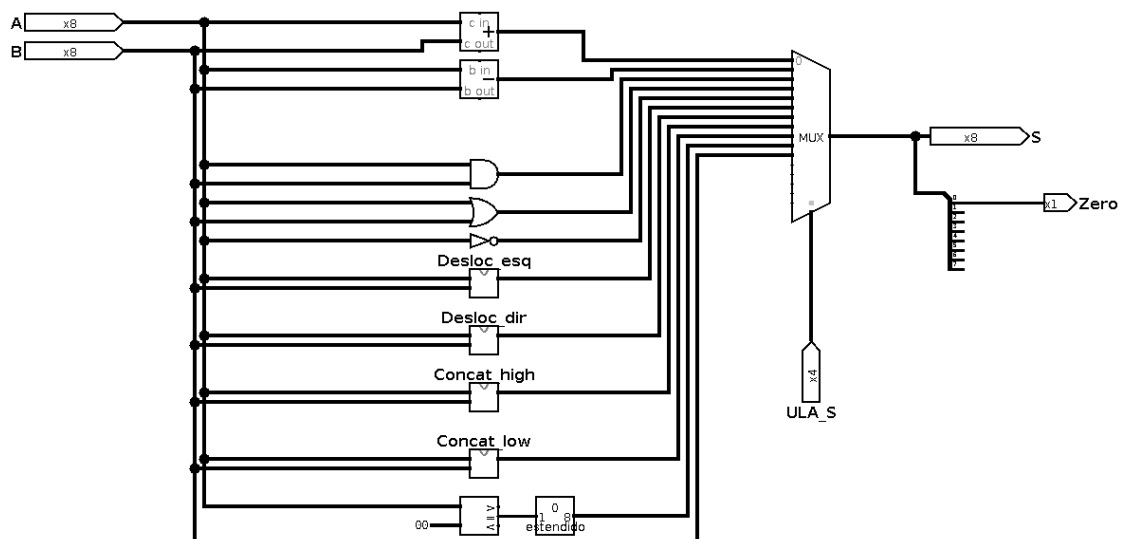 A x8
B x8
c in
+
c out
b in
−
b out
0
MUX
x8 S
x1 Zero
Desloc_esq
Desloc_dir
Concat_high
Concat_low
x4
ULA_S
00
>
=
<
0
1 8
estendido